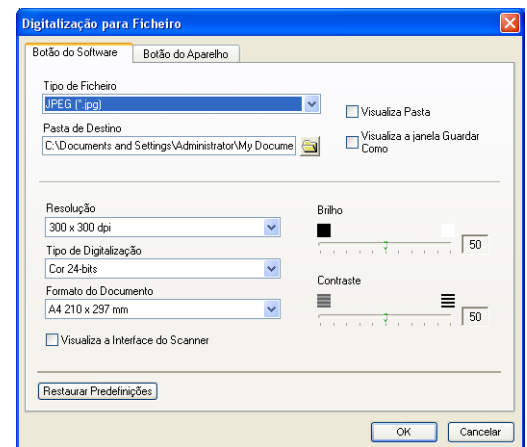 Digitalização para Ficheiro
Botão do Software
Botão do Aparelho
Tipo de Ficheiro
JPEG (*.jpg)
Visualiza Pasta
Pasta de Destino
C:\Documents and Settings\Administrator\My Docume
Visualiza a janela Guardar
Como
Resolução
300 x 300 dpi
Brilho
50
Tipo de Digitalização
Cor 24-bits
Contraste
Formato do Documento
A4 210 x 297 mm
50
Visualiza a Interface do Scanner
Restaurar Predefinições
OK
Cancelar